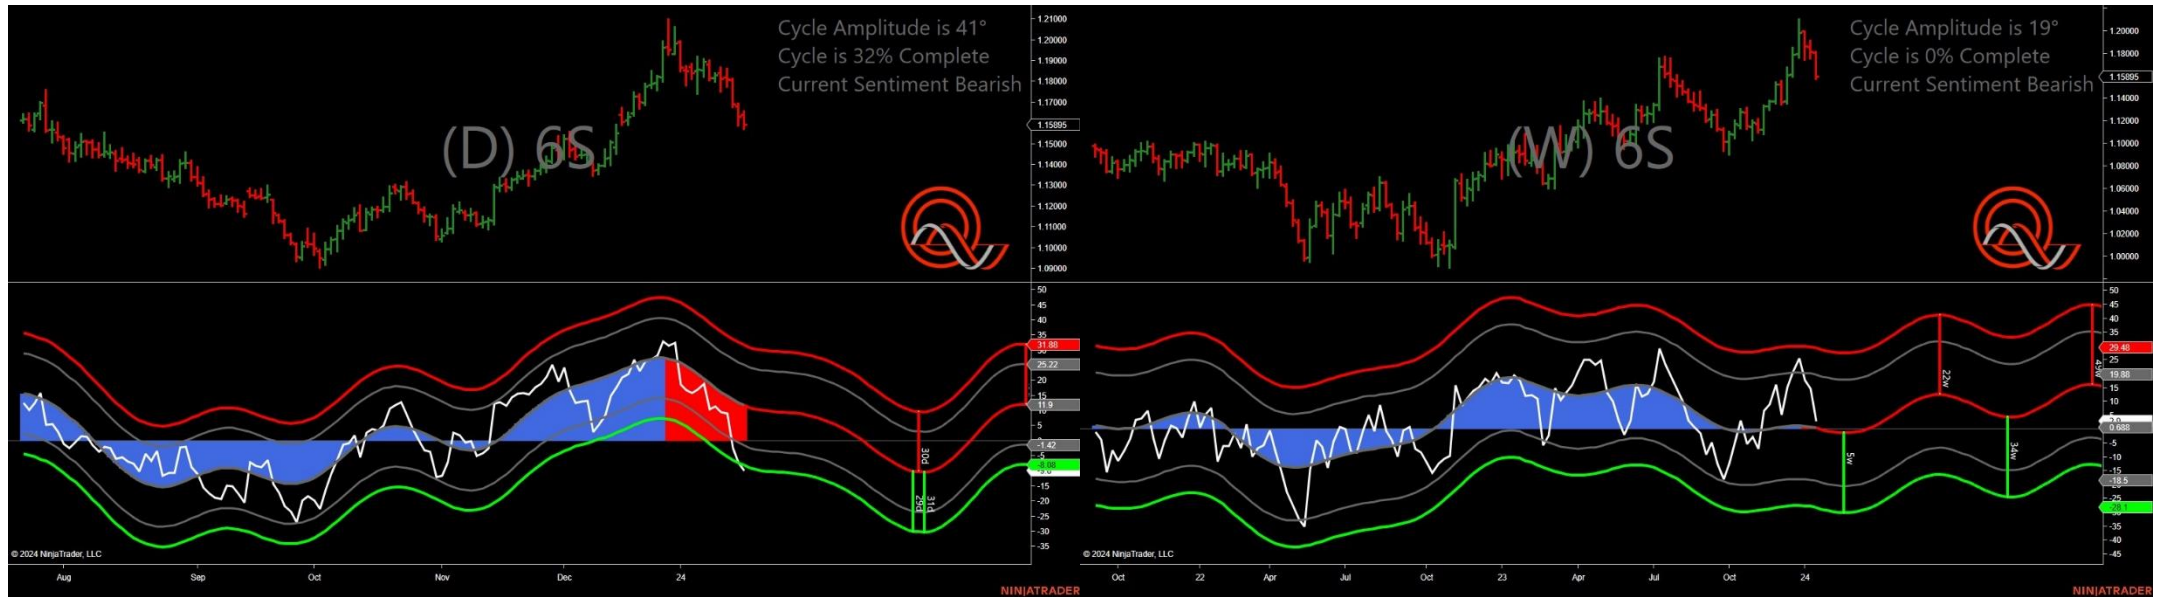 Cycle Amplitude is 41°
Cycle is 32% Complete
Current Sentiment Bearish
(D) 6S
1.21000
1.20000
1.19000
1.18000
1.17000
1.15895
1.15000
1.14000
1.13000
1.12000
1.11000
1.10000
1.09000
50
45
40
35
31.88
25.22
20
15
11.9
5
-1.42
-5
-8.08
-15
-20
-25
-30
-35
30d
29d
31d
© 2024 NinjaTrader, LLC
Aug Sep Oct Nov Dec 24
NINJATRADER
Cycle Amplitude is 19°
Cycle is 0% Complete
Current Sentiment Bearish
(W) 6S
1.20000
1.18000
1.15895
1.14000
1.12000
1.10000
1.08000
1.06000
1.04000
1.02000
1.00000
50
45
40
35
29.48
25
19.88
15
10
5
0.688
-5
-10
-15
-18.5
-25
-28.1
-35
-40
-45
5w
22w
34w
49w
© 2024 NinjaTrader, LLC
Oct 22 Apr Jul Oct 23 Apr Jul Oct 24
NINJATRADER